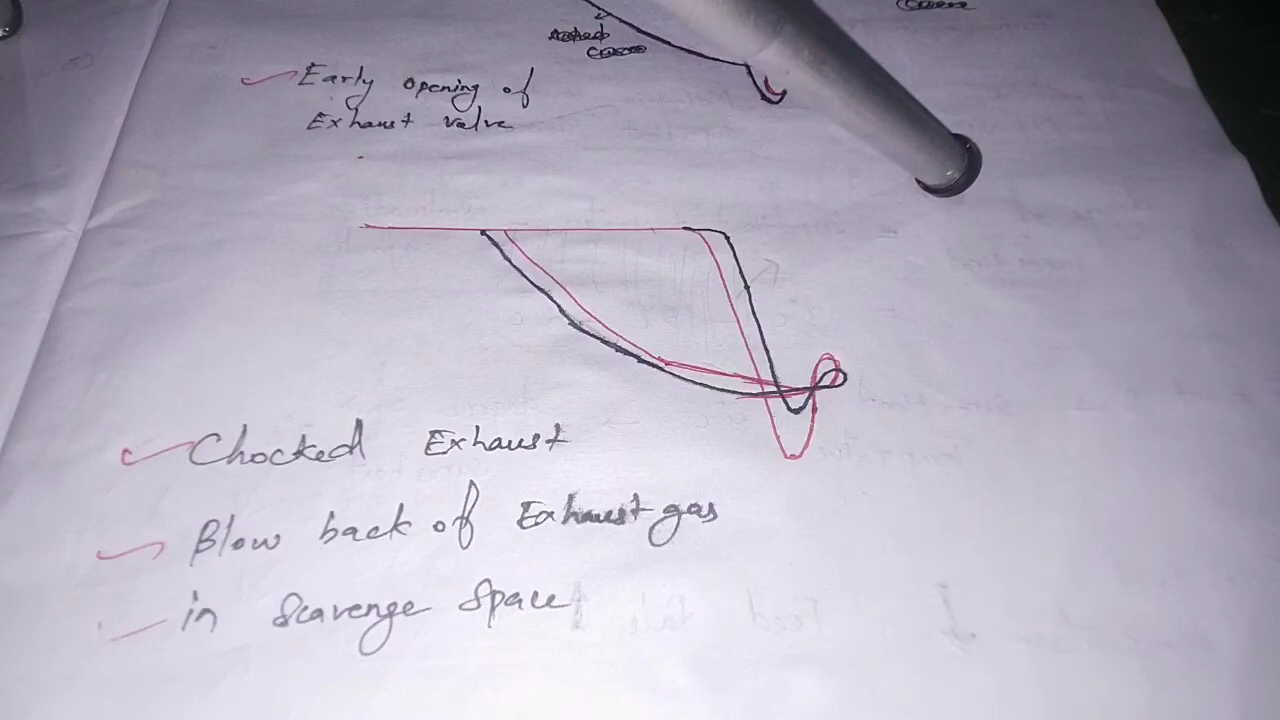 Early opening of
Exhaust valve
Chocked Exhaust
Blow back of Exhaust gas
in Scavenge Space